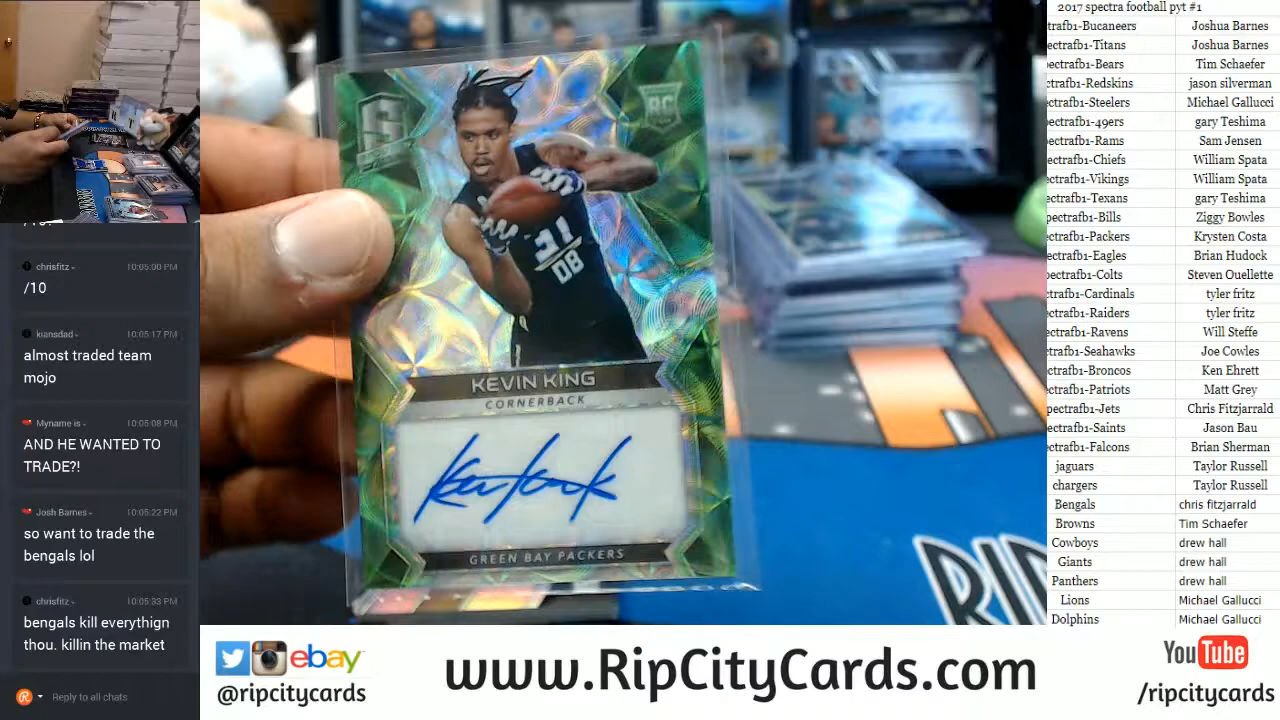 chrisfitz
10:05:00 PM
/10
kiansdad
10:05:17 PM
almost traded team
mojo
Myname is
10:05:08 PM
AND HE WANTED TO
TRADE?!
Josh Barnes
10:05:22 PM
so want to trade the
bengals lol
chrisfitz
10:05:33 PM
bengals kill everythign
thou. killin the market
Reply to all chats
S
RC
31
DB
KEVIN KING
CORNERBACK
GREEN BAY PACKERS
RIP
2017 spectra football pyt #1
trafb1-Bucaneers Joshua Barnes
ectrafb1-Titans Joshua Barnes
ectrafb1-Bears Tim Schaefer
ectrafb1-Redskins jason silverman
ectrafb1-Steelers Michael Gallucci
ectrafb1-49ers gary Teshima
ectrafb1-Rams Sam Jensen
ectrafb1-Chiefs William Spata
ectrafb1-Vikings William Spata
ectrafb1-Texans gary Teshima
pectrafb1-Bills Ziggy Bowles
ectrafb1-Packers Krysten Costa
ectrafb1-Eagles Brian Hudock
ectrafb1-Colts Steven Ouellette
ctrafb1-Cardinals tyler fritz
ectrafb1-Raiders tyler fritz
ectrafb1-Ravens Will Steffe
ctrafb1-Seahawks Joe Cowles
ectrafb1-Broncos Ken Ehrett
ectrafb1-Patriots Matt Grey
pectrafb1-Jets Chris Fitzjarrald
ectrafb1-Saints Jason Bau
ectrafb1-Falcons Brian Sherman
jaguars Taylor Russell
chargers Taylor Russell
Bengals chris fitzjarrald
Browns Tim Schaefer
Cowboys drew hall
Giants drew hall
Panthers drew hall
Lions Michael Gallucci
Dolphins Michael Gallucci
ebay
@ripcitycards
www.RipCityCards.com
YouTube
/ripcitycards